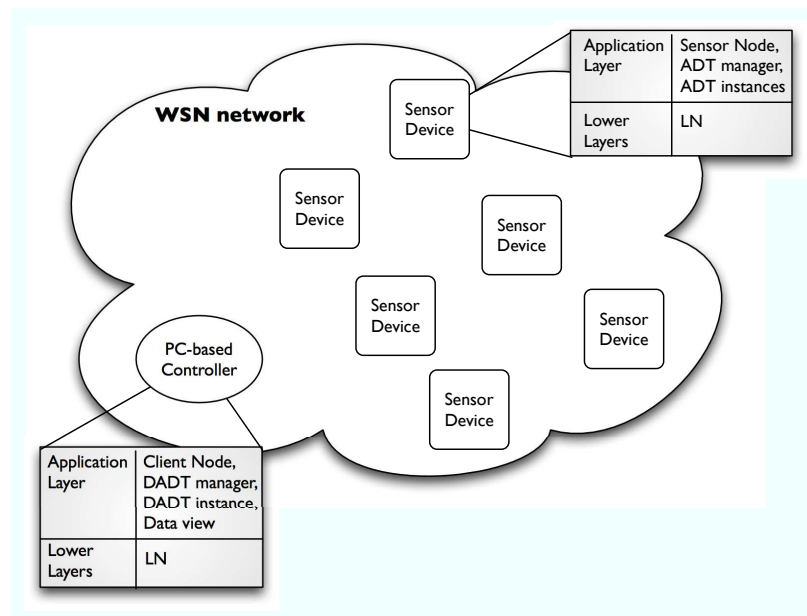 WSN network
Sensor
Device
Application
Layer
Sensor Node,
ADT manager,
ADT instances
Lower
Layers
LN
Sensor
Device
Sensor
Device
Sensor
Device
Sensor
Device
PC-based
Controller
Sensor
Device
Application
Layer
Client Node,
DADT manager,
DADT instance,
Data view
Lower
Layers
LN